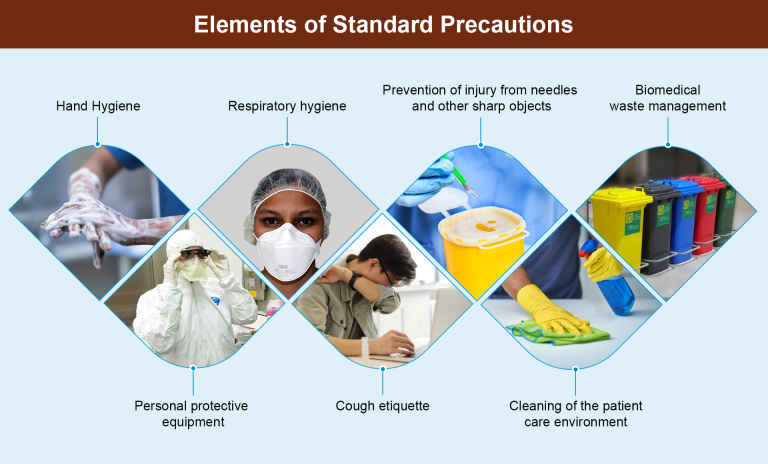 Elements of Standard Precautions
Hand Hygiene
Respiratory hygiene
Prevention of injury from needles
and other sharp objects
Biomedical
waste management
Personal protective
equipment
Cough etiquette
Cleaning of the patient
care environment